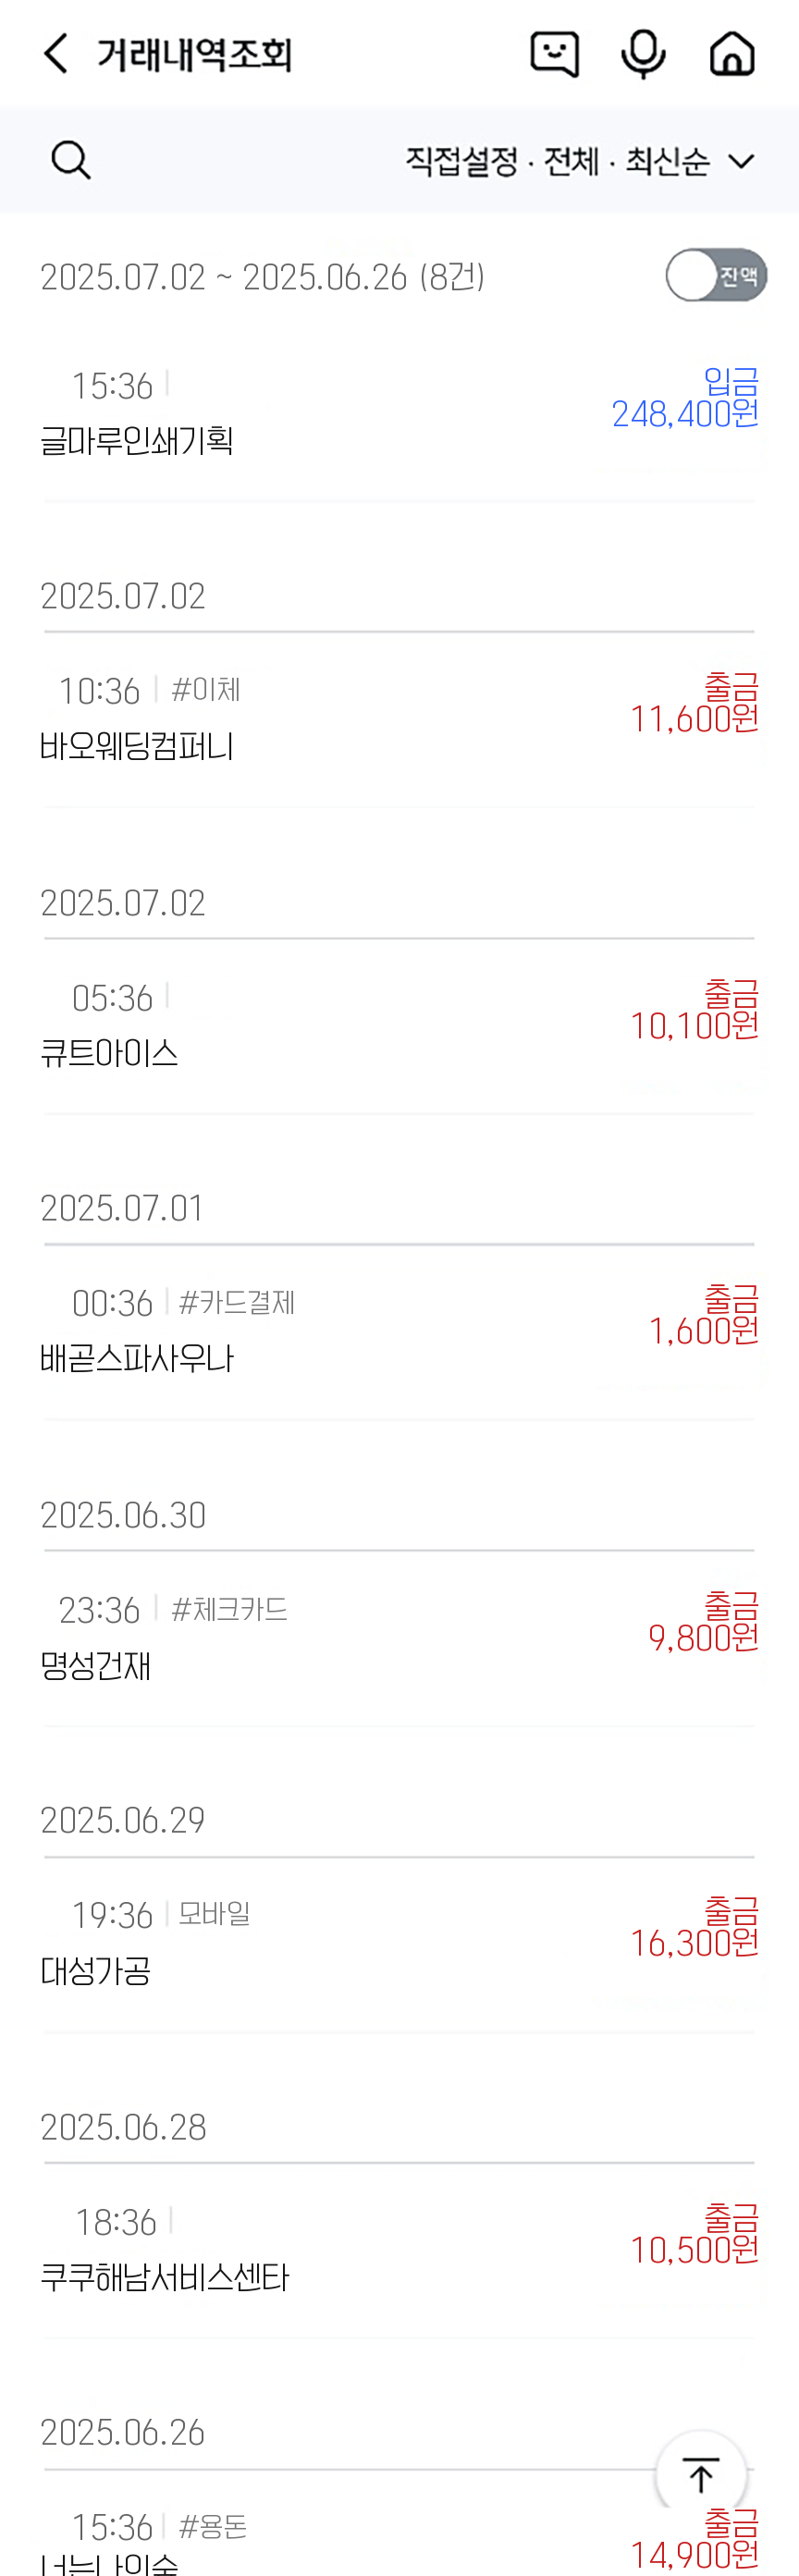 거래내역조회
직접설정 · 전체 · 최신순
2025.07.02 ~ 2025.06.26 (8건)
잔액
15:36
입금
248,400원
글마루인쇄기획
2025.07.02
10:36 #이체
출금
11,600원
바오웨딩컴퍼니
2025.07.02
05:36
출금
10,100원
큐트아이스
2025.07.01
00:36 #카드결제
출금
1,600원
배곧스파사우나
2025.06.30
23:36 #체크카드
출금
9,800원
명성건재
2025.06.29
19:36 모바일
출금
16,300원
대성가공
2025.06.28
18:36
출금
10,500원
쿠쿠해남서비스센타
2025.06.26
15:36 #용돈
출금
14,900원